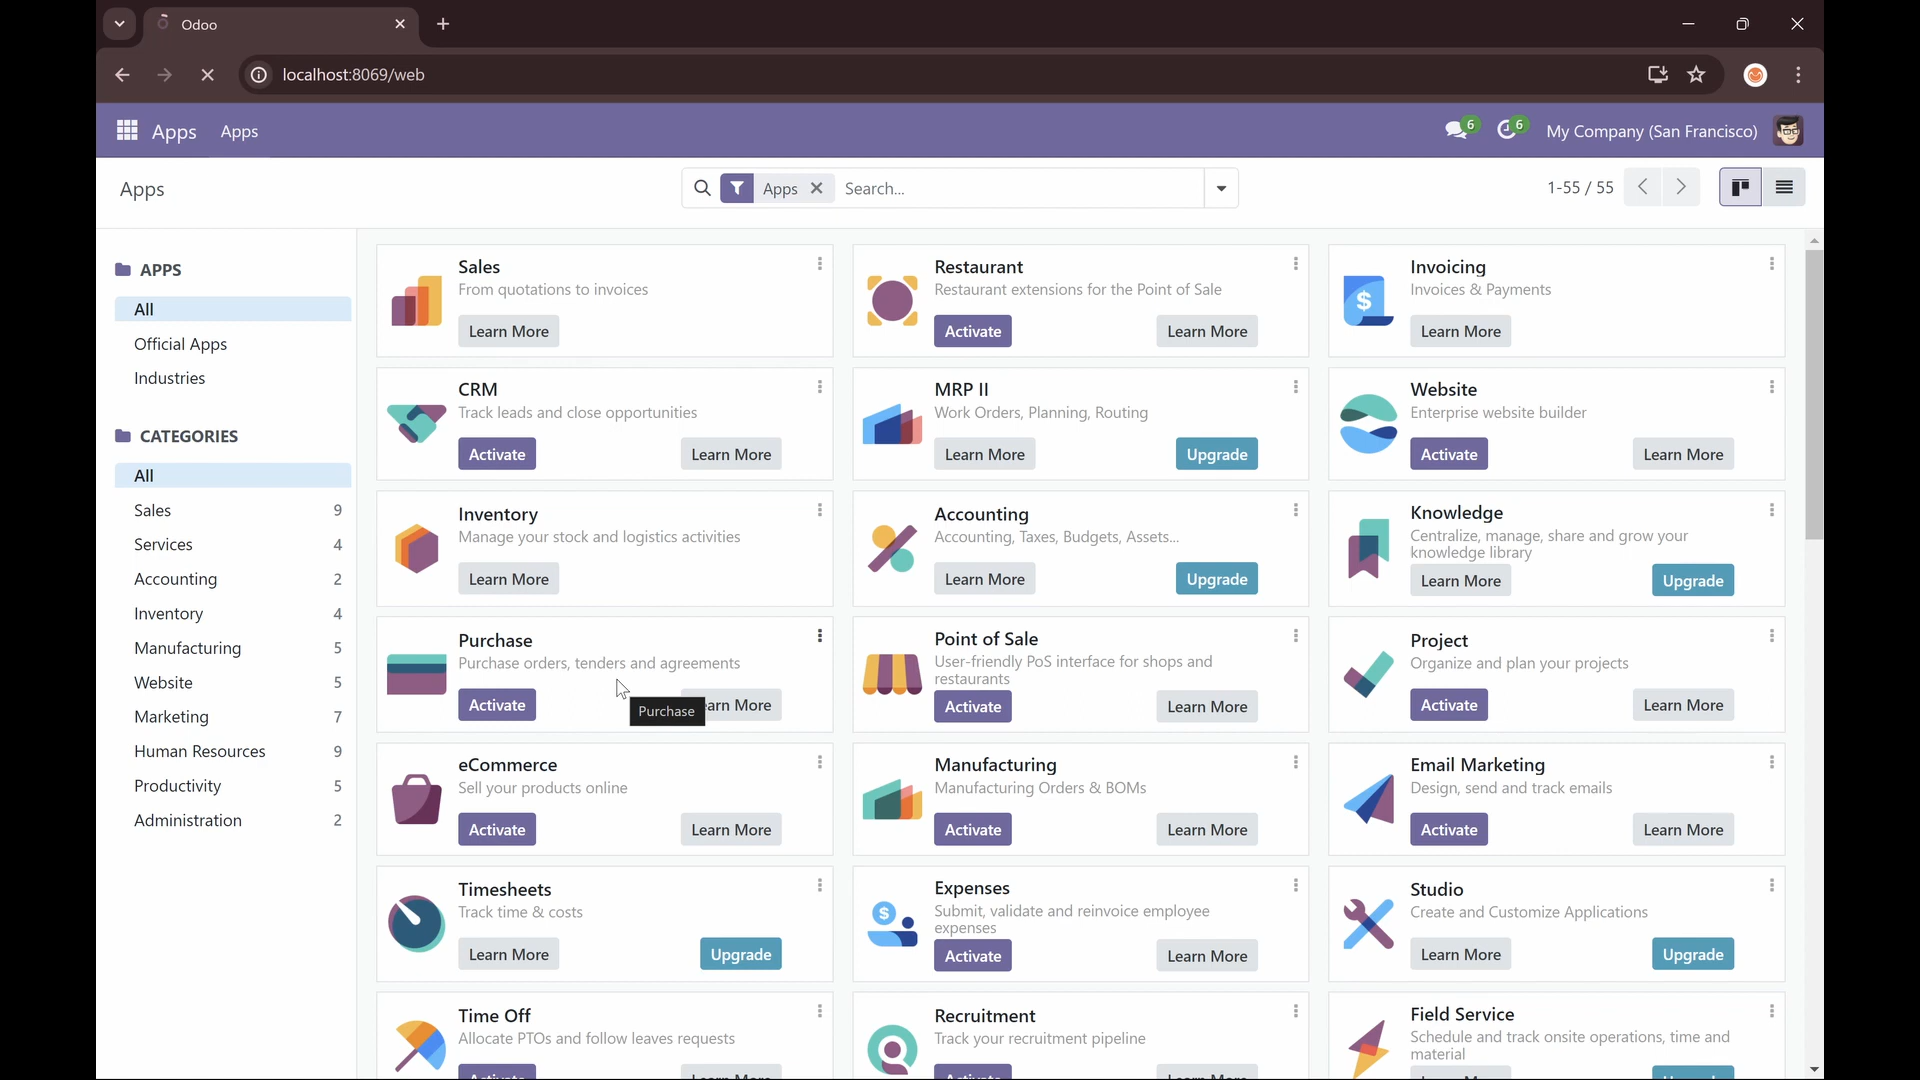 Odoo
localhost:8069/web
Apps
Apps
6
6
My Company (San Francisco)
Apps
Apps
Search...
1-55 / 55
APPS
All
Official Apps
Industries
CATEGORIES
All
Sales 9
Services 4
Accounting 2
Inventory 4
Manufacturing 5
Website 5
Marketing 7
Human Resources 9
Productivity 5
Administration 2
Sales
From quotations to invoices
Learn More
Restaurant
Restaurant extensions for the Point of Sale
Activate
Learn More
Invoicing
Invoices & Payments
Learn More
CRM
Track leads and close opportunities
Activate
Learn More
MRP II
Work Orders, Planning, Routing
Learn More
Upgrade
Website
Enterprise website builder
Activate
Learn More
Inventory
Manage your stock and logistics activities
Learn More
Accounting
Accounting, Taxes, Budgets, Assets...
Learn More
Upgrade
Knowledge
Centralize, manage, share and grow your
knowledge library
Learn More
Upgrade
Purchase
Purchase orders, tenders and agreements
Activate
More
Purchase
Point of Sale
User-friendly PoS interface for shops and
restaurants
Activate
Learn More
Project
Organize and plan your projects
Activate
Learn More
eCommerce
Sell your products online
Activate
Learn More
Manufacturing
Manufacturing Orders & BOMs
Activate
Learn More
Email Marketing
Design, send and track emails
Activate
Learn More
Timesheets
Track time & costs
Learn More
Upgrade
Expenses
Submit, validate and reinvoice employee
expenses
Activate
Learn More
Studio
Create and Customize Applications
Learn More
Upgrade
Time Off
Allocate PTOs and follow leaves requests
Recruitment
Track your recruitment pipeline
Field Service
Schedule and track onsite operations, time and
material